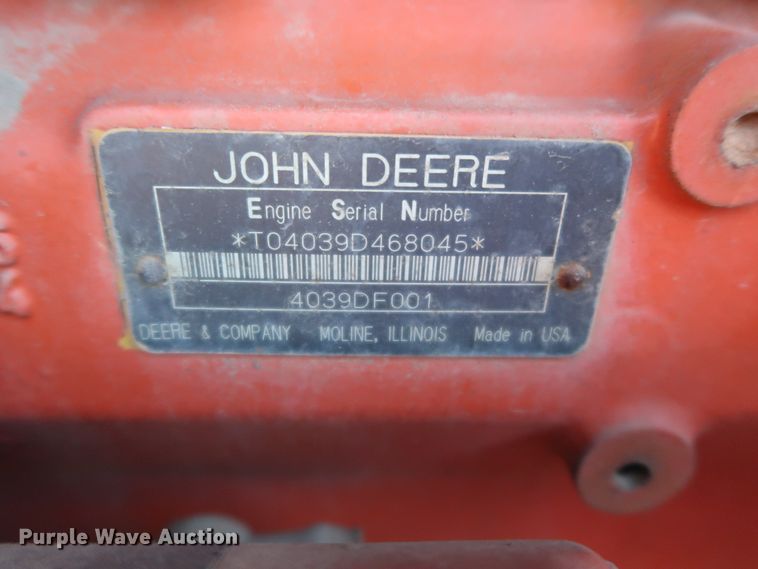 JOHN DEERE
Engine Serial Number
*T04039D468045*
4039DF001
DEERE & COMPANY MOLINE, ILLINOIS Made in USA
Purple Wave Auction